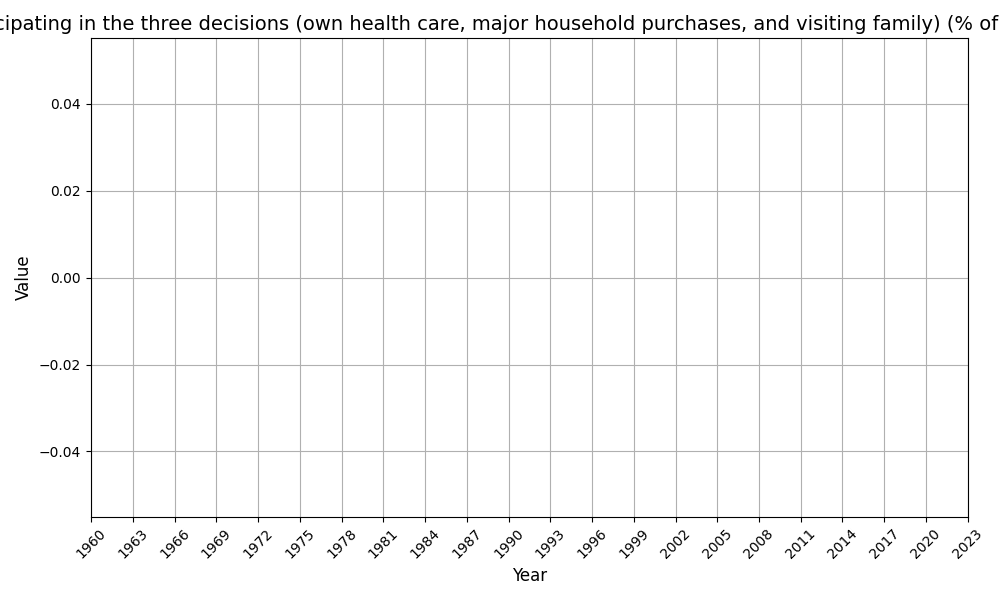 cipating in the three decisions (own health care, major household purchases, and visiting family) (% of
0.04
0.02
0.00
−0.02
−0.04
Value
1960 1963 1966 1969 1972 1975 1978 1981 1984 1987 1990 1993 1996 1999 2002 2005 2008 2011 2014 2017 2020 2023
Year